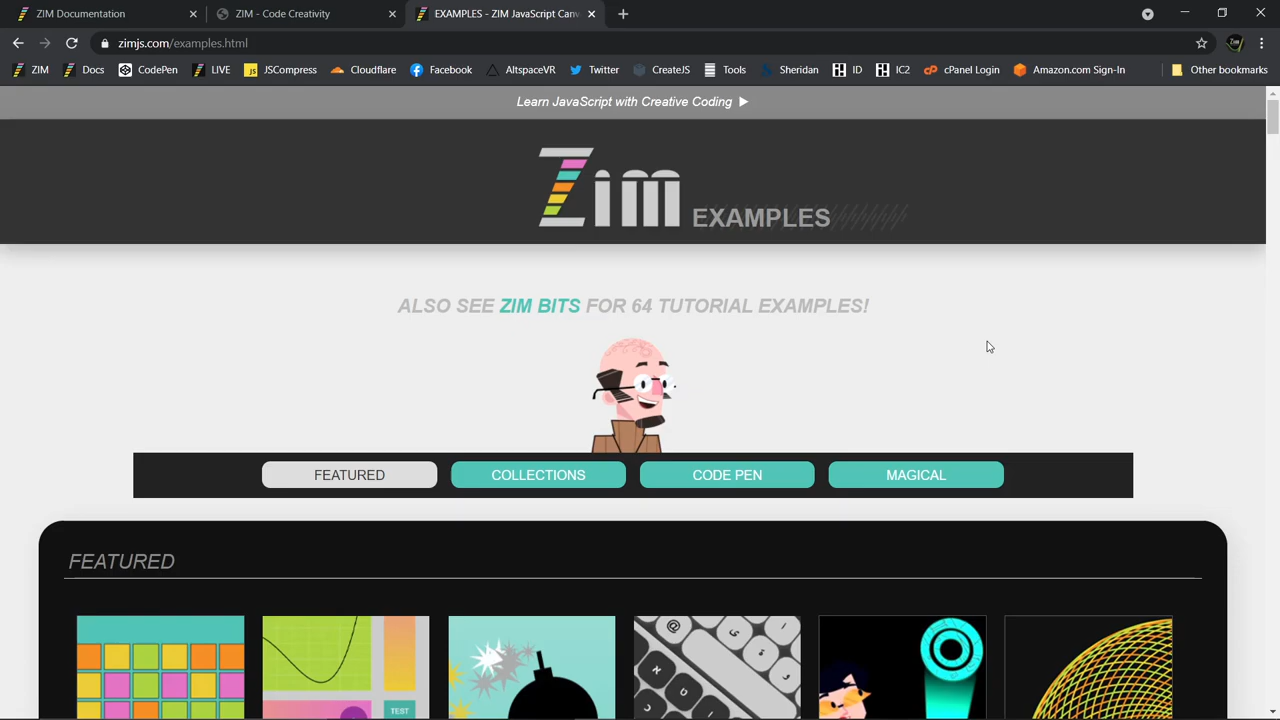 ZIM Documentation
ZIM - Code Creativity
EXAMPLES - ZIM JavaScript Canv
zimjs.com/examples.html
ZIM
Docs
CodePen
LIVE
JS
JSCompress
Cloudflare
Facebook
AltspaceVR
Twitter
CreateJS
Tools
Sheridan
ID
IC2
cPanel Login
Amazon.com Sign-In
Other bookmarks
Learn JavaScript with Creative Coding
Zim EXAMPLES
ALSO SEE ZIM BITS FOR 64 TUTORIAL EXAMPLES!
FEATURED
COLLECTIONS
CODE PEN
MAGICAL
FEATURED
TEST